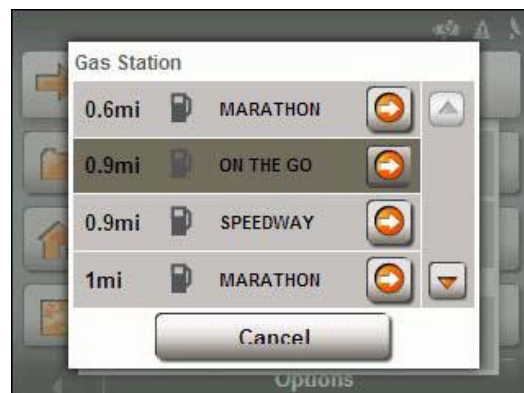 Gas Station
0.6mi MARATHON
0.9mi ON THE GO
0.9mi SPEEDWAY
1mi MARATHON
Cancel
Options